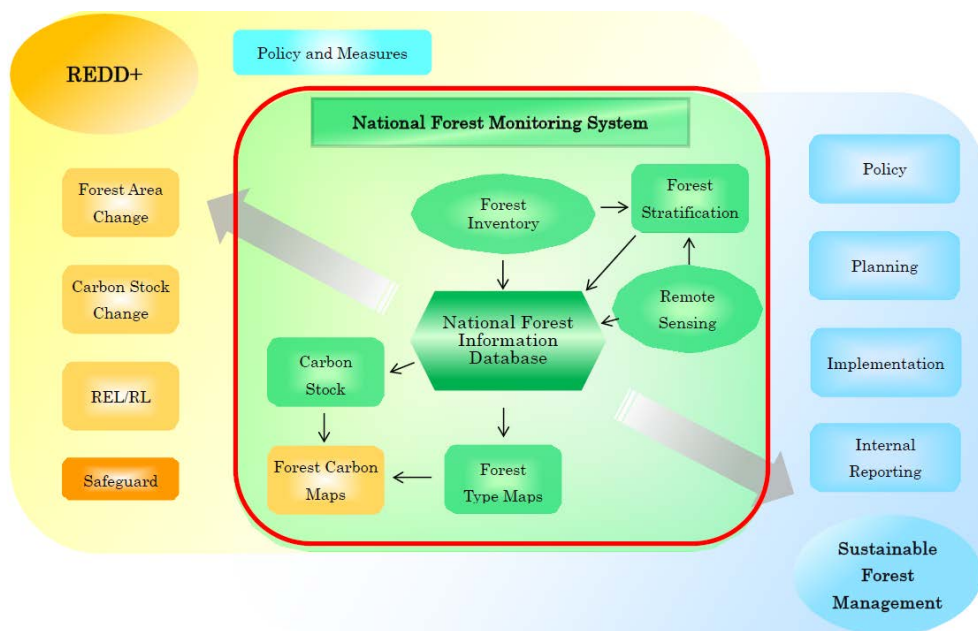 REDD+
Policy and Measures
National Forest Monitoring System
Forest Area
Change
Carbon Stock
Change
REL/RL
Safeguard
Forest
Inventory
Forest
Stratification
Remote
Sensing
National Forest
Information
Database
Carbon
Stock
Forest Carbon
Maps
Forest
Type Maps
Policy
Planning
Implementation
Internal
Reporting
Sustainable
Forest
Management